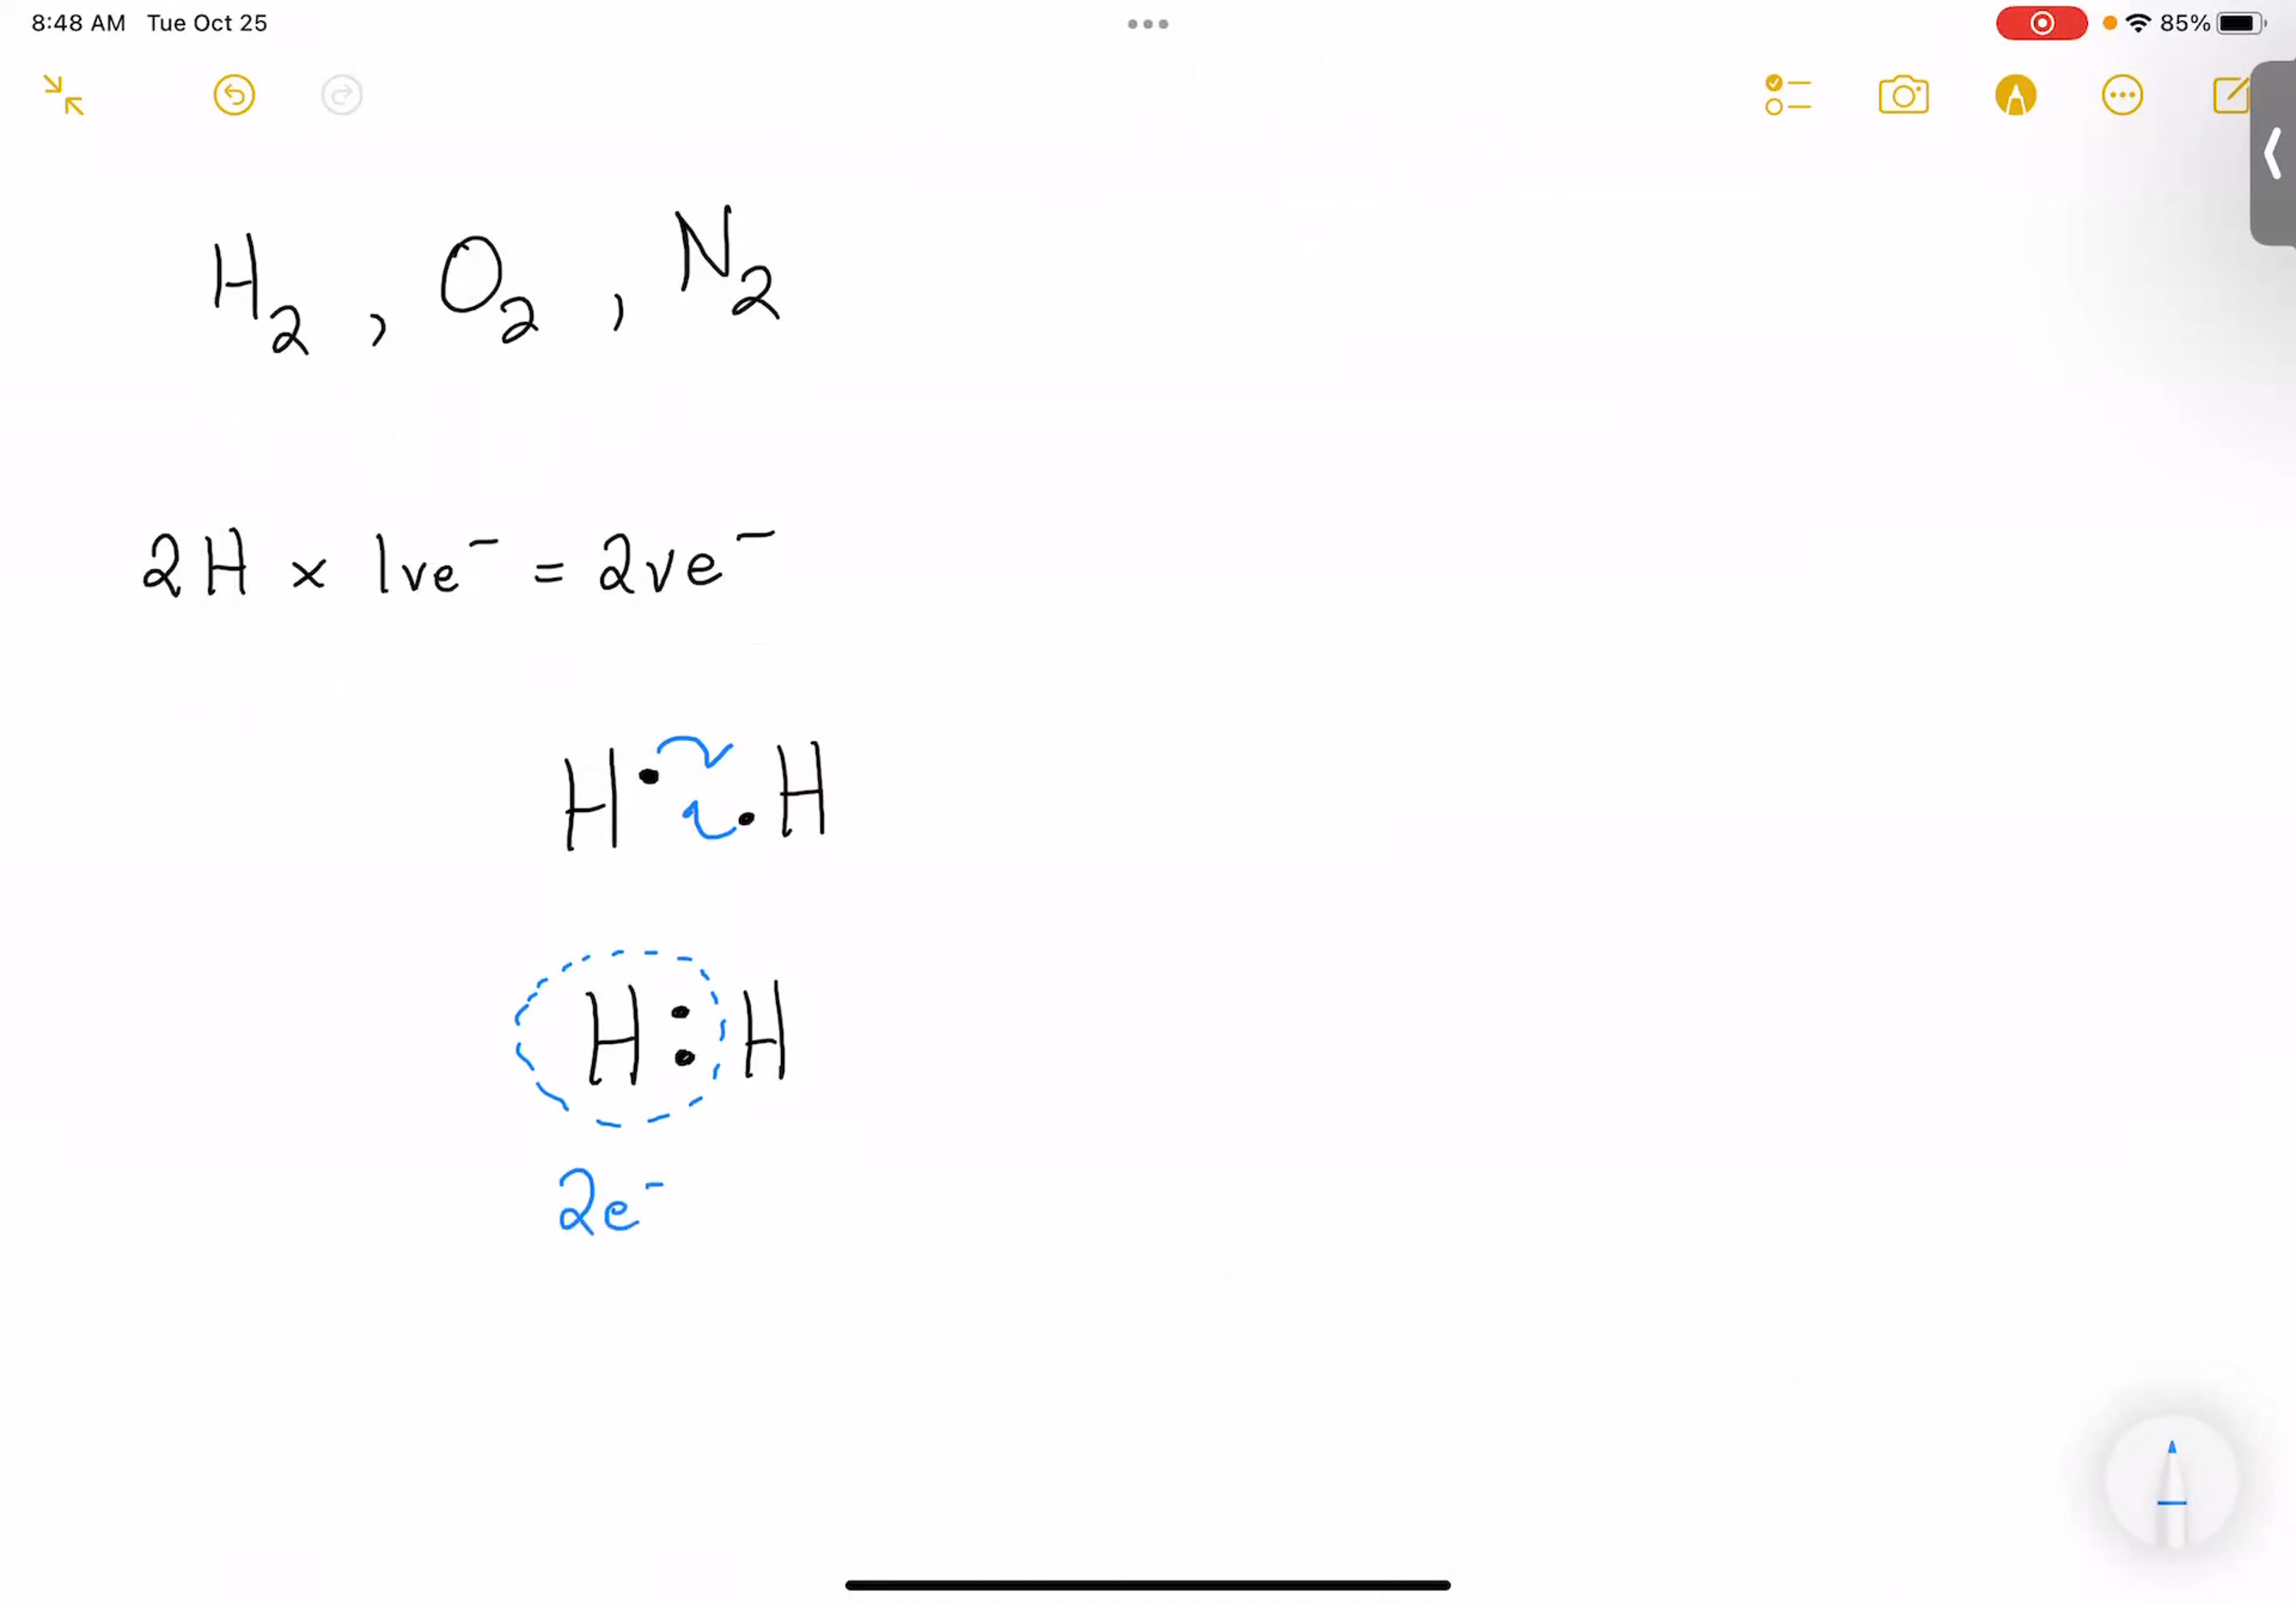 8:48 AM Tue Oct 25 85%
H₂ , O₂ , N₂
2H × 1ve⁻ = 2ve⁻
H · · H
H : H
2e⁻